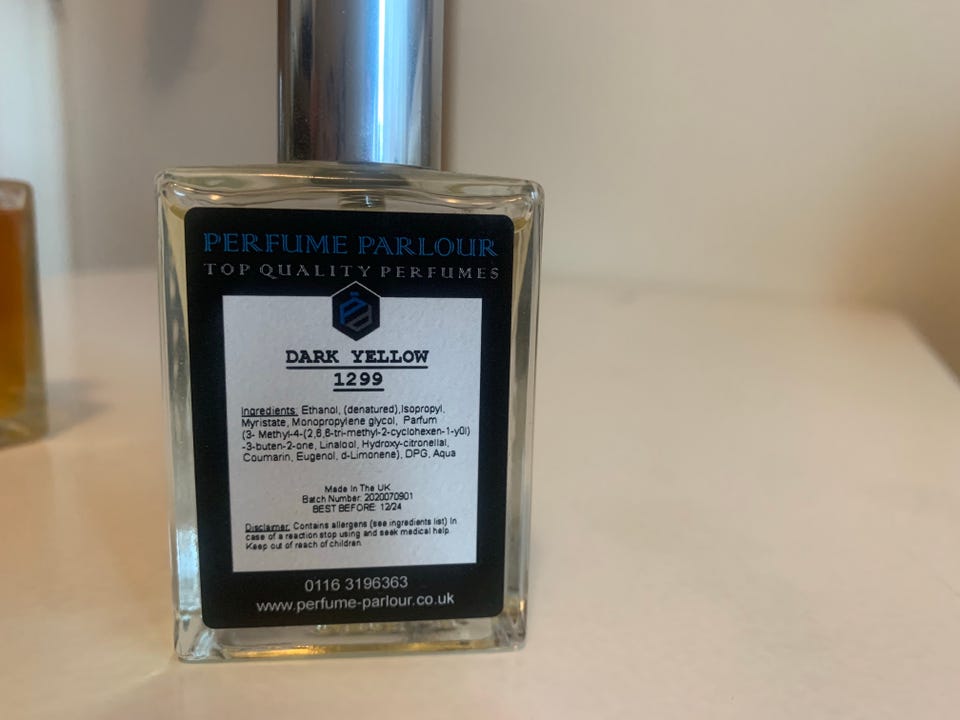 PERFUME PARLOUR
TOP QUALITY PERFUMES
DARK YELLOW
1299
Ingredients: Ethanol, (denatured),Isopropyl,
Myristate, Monopropylene glycol, Parfum
(3- Methyl-4-(2,6,6-tri-methyl-2-cyclohexen-1-y0l)
-3-buten-2-one, Linalool, Hydroxy-citronellal,
Coumarin, Eugenol, d-Limonene), DPG, Aqua
Made In The UK
Batch Number: 2020070901
BEST BEFORE: 12/24
Disclaimer: Contains allergens (see ingredients list) In
case of a reaction stop using and seek medical help.
Keep out of reach of children.
0116 3196363
www.perfume-parlour.co.uk